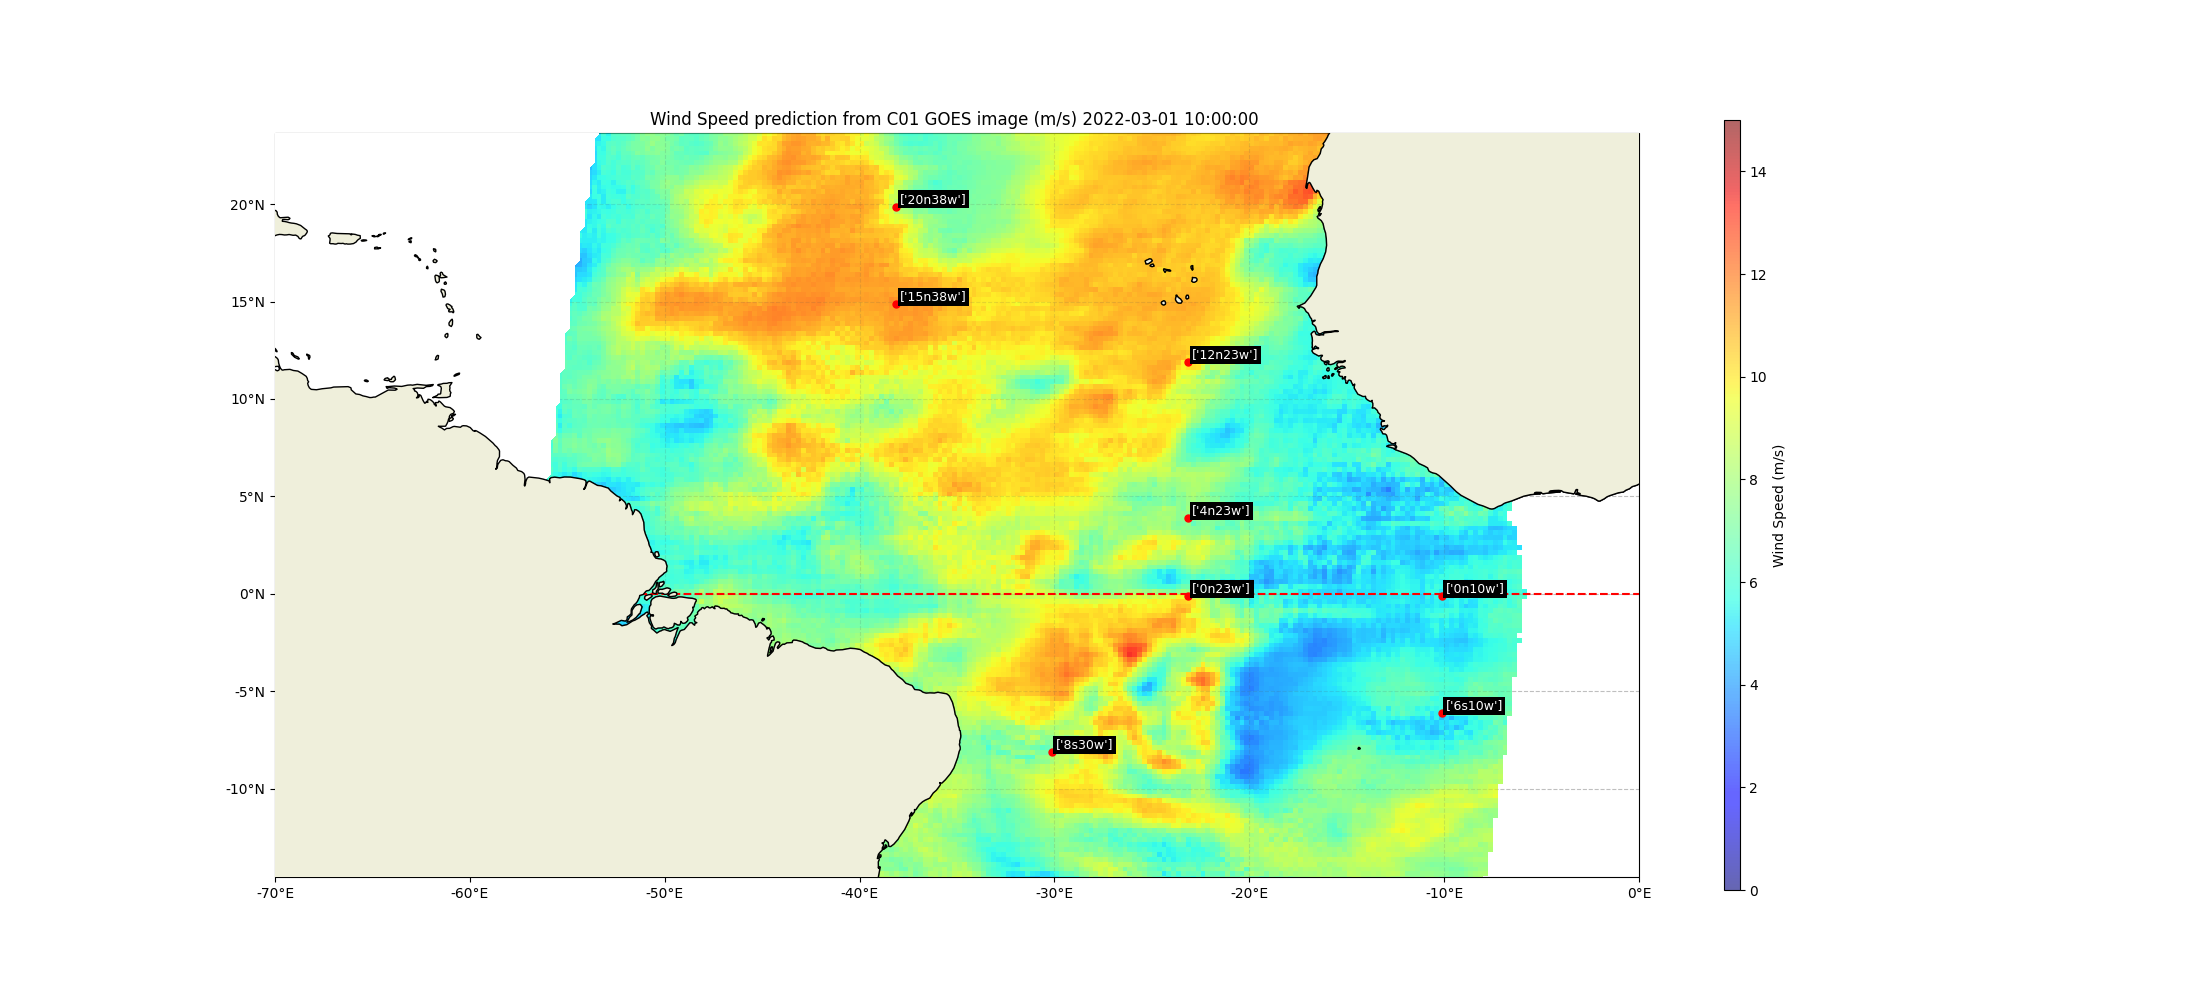 Wind Speed prediction from C01 GOES image (m/s) 2022-03-01 10:00:00
20°N
15°N
10°N
5°N
0°N
-5°N
-10°N
-70°E
-60°E
-50°E
-40°E
-30°E
-20°E
-10°E
0°E
['20n38w']
['15n38w']
['12n23w']
['4n23w']
['0n23w']
['0n10w']
['6s10w']
['8s30w']
14
12
10
8
6
4
2
0
Wind Speed (m/s)